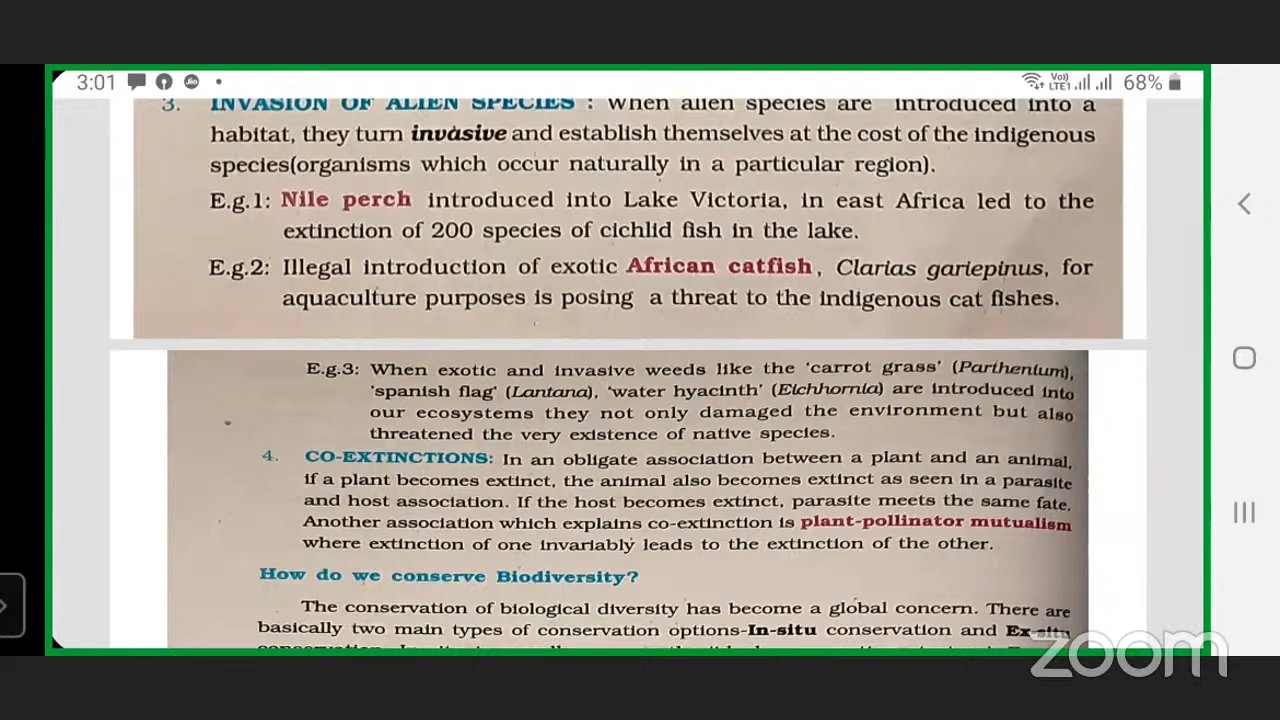 3:01
Vo)) LTE1 68%
3. INVASION OF ALIEN SPECIES : When alien species are introduced into a
habitat, they turn invasive and establish themselves at the cost of the indigenous
species(organisms which occur naturally in a particular region).
E.g.1: Nile perch introduced into Lake Victoria, in east Africa led to the
extinction of 200 species of cichlid fish in the lake.
E.g.2: Illegal introduction of exotic African catfish, Clarias gariepinus, for
aquaculture purposes is posing a threat to the indigenous cat fishes.
E.g.3: When exotic and invasive weeds like the 'carrot grass' (Parthenium),
'spanish flag' (Lantana), 'water hyacinth' (Eichhornia) are introduced into
our ecosystems they not only damaged the environment but also
threatened the very existence of native species.
4. CO-EXTINCTIONS: In an obligate association between a plant and an animal,
if a plant becomes extinct, the animal also becomes extinct as seen in a parasite
and host association. If the host becomes extinct, parasite meets the same fate.
Another association which explains co-extinction is plant-pollinator mutualism
where extinction of one invariably leads to the extinction of the other.
How do we conserve Biodiversity?
The conservation of biological diversity has become a global concern. There are
basically two main types of conservation options-In-situ conservation and Ex-situ
zoom